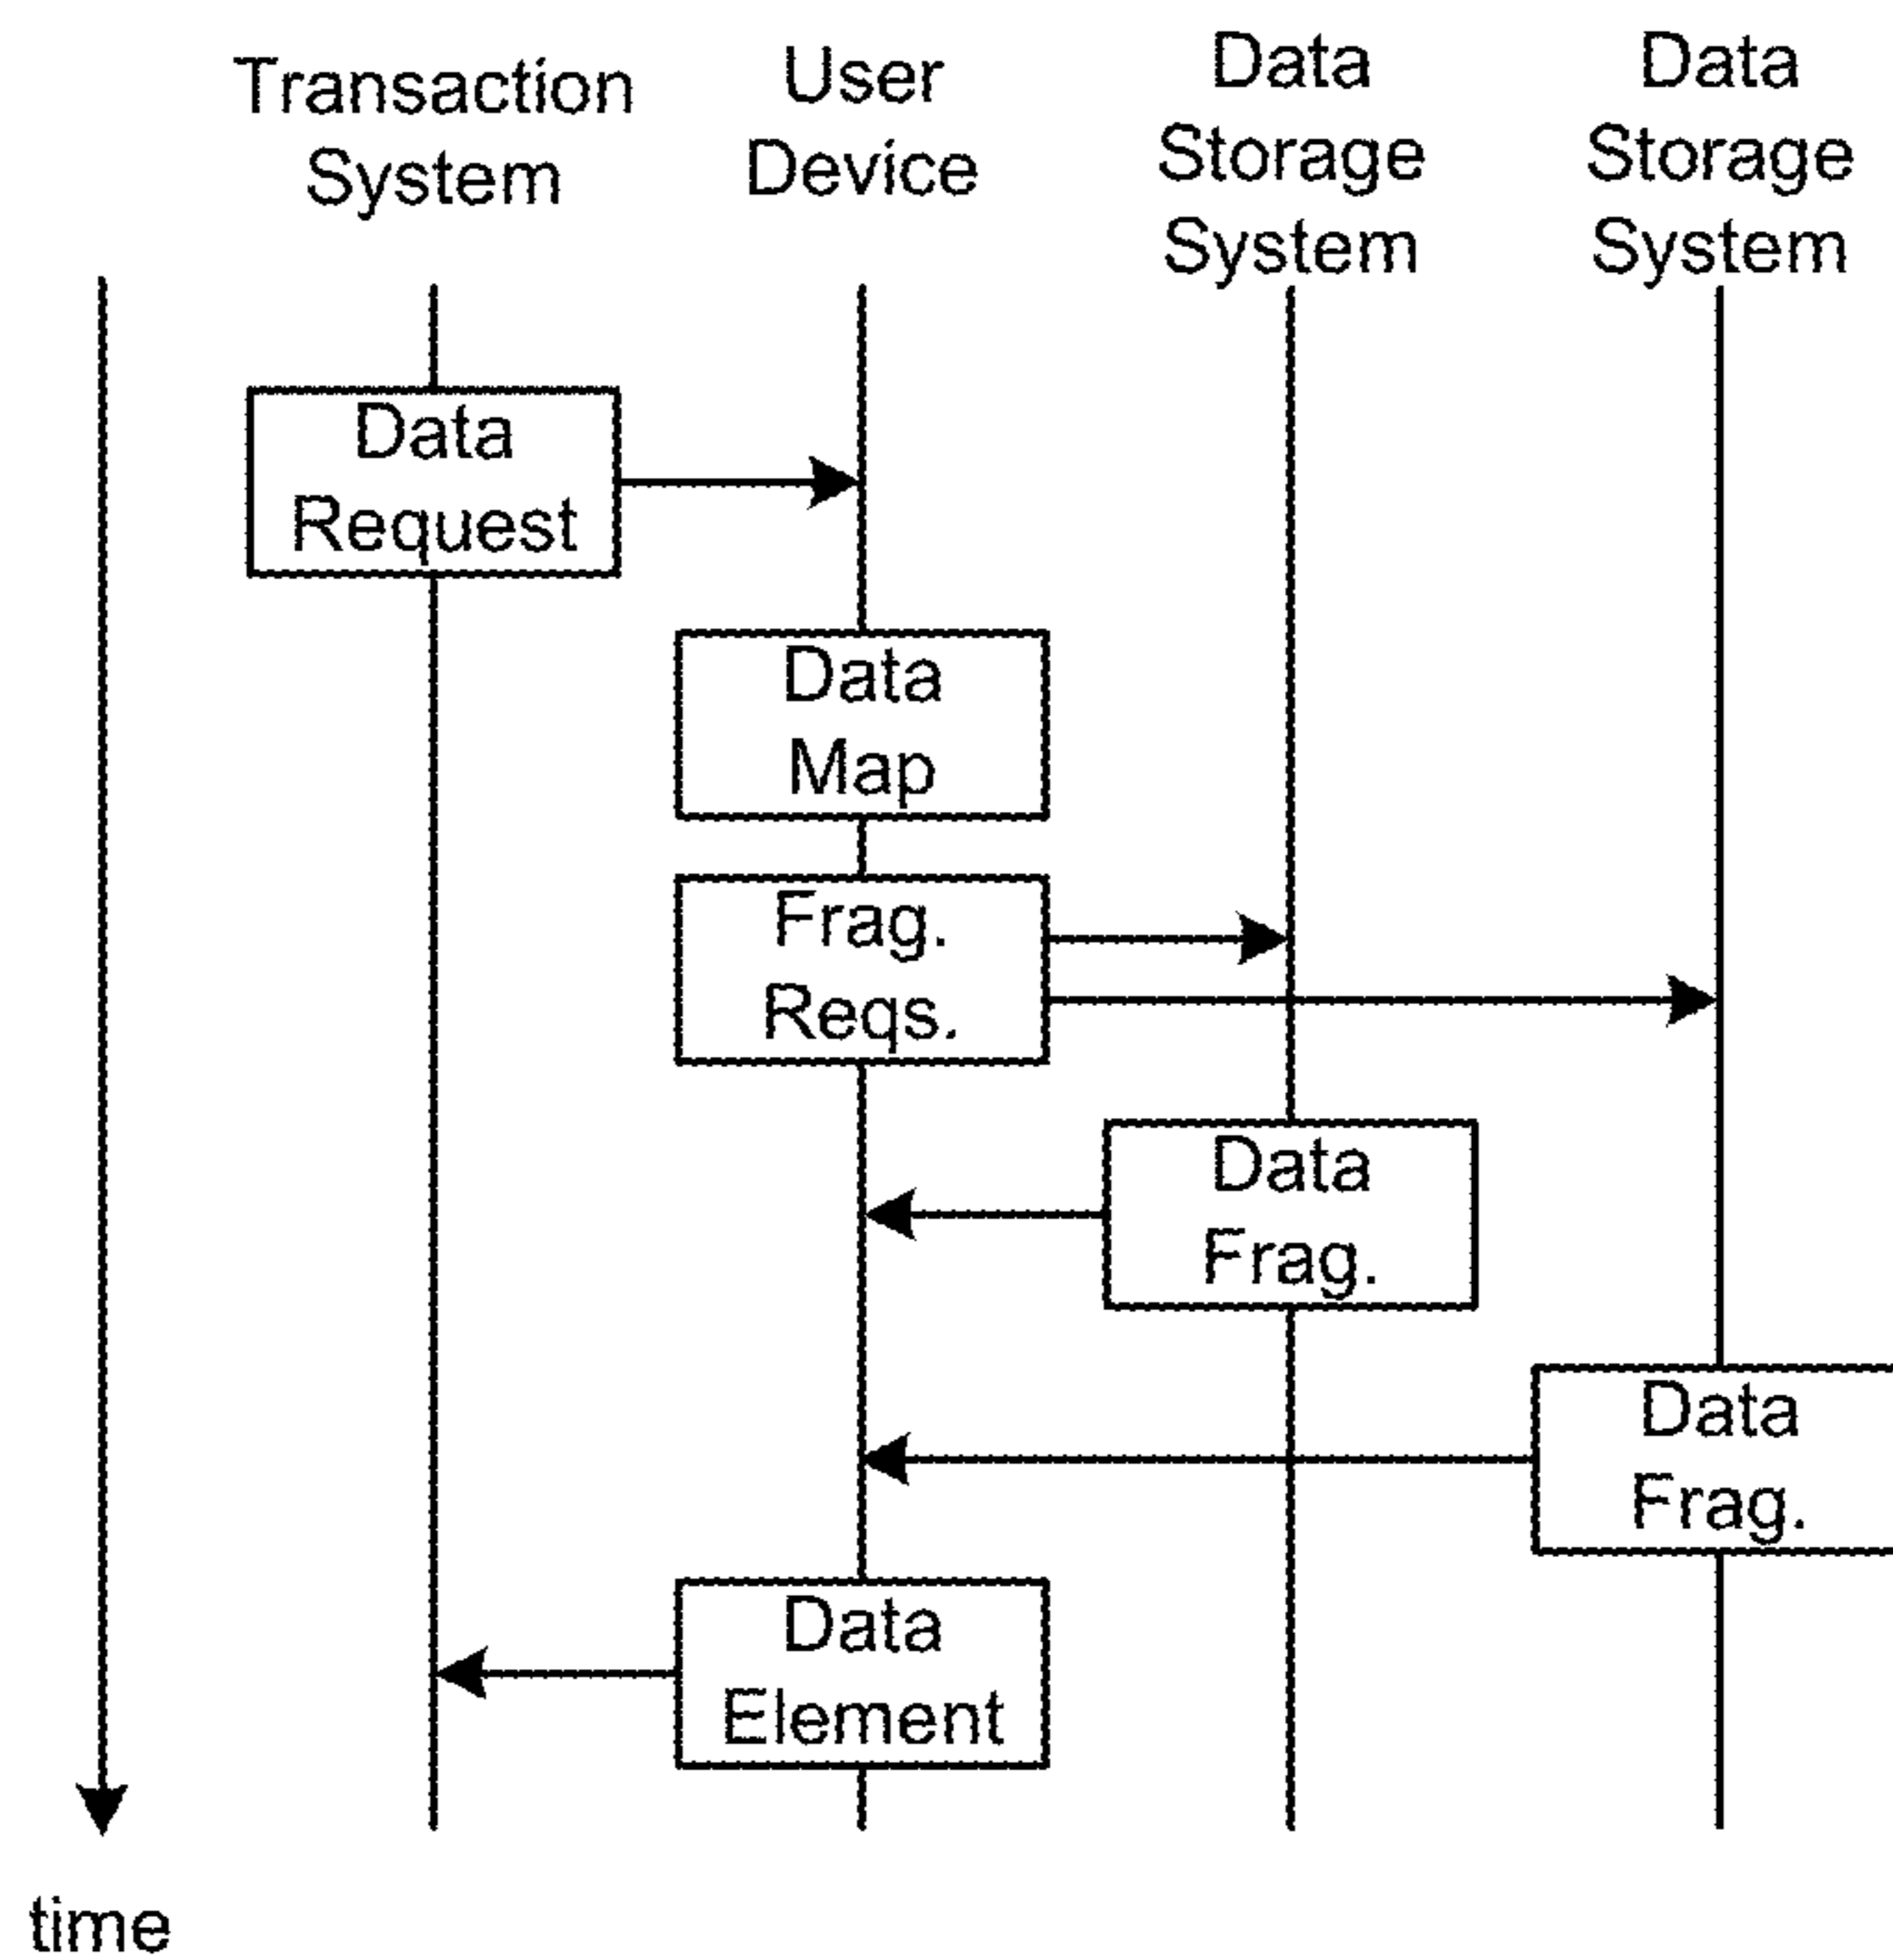 Transaction
System
User
Device
Data
Storage
System
Data
Storage
System
Data
Request
Data
Map
Frag.
Reqs.
Data
Frag.
Data
Frag.
Data
Element
time